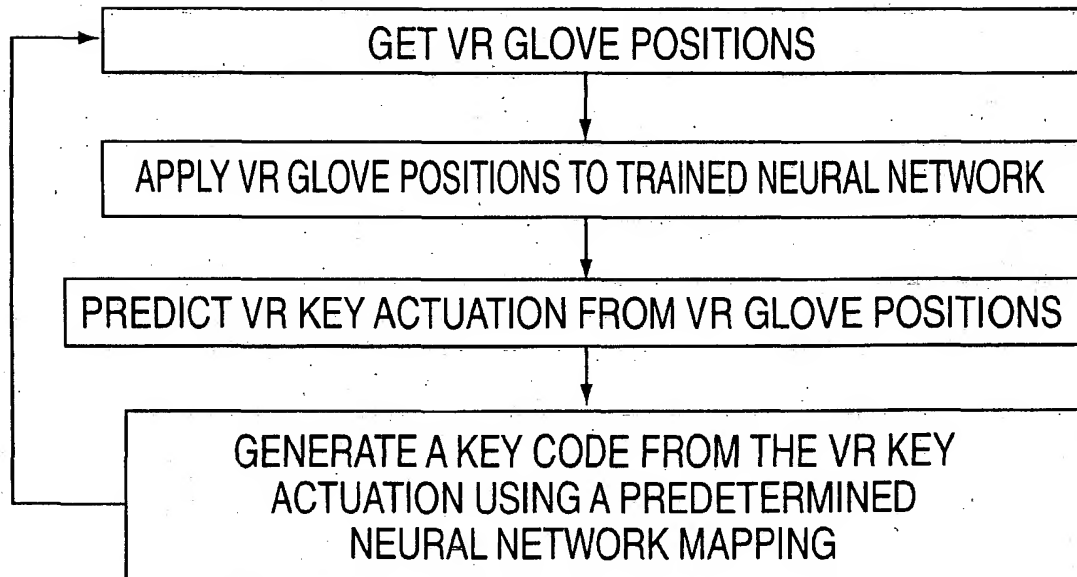 GET VR GLOVE POSITIONS
APPLY VR GLOVE POSITIONS TO TRAINED NEURAL NETWORK
PREDICT VR KEY ACTUATION FROM VR GLOVE POSITIONS
GENERATE A KEY CODE FROM THE VR KEY
ACTUATION USING A PREDETERMINED
NEURAL NETWORK MAPPING